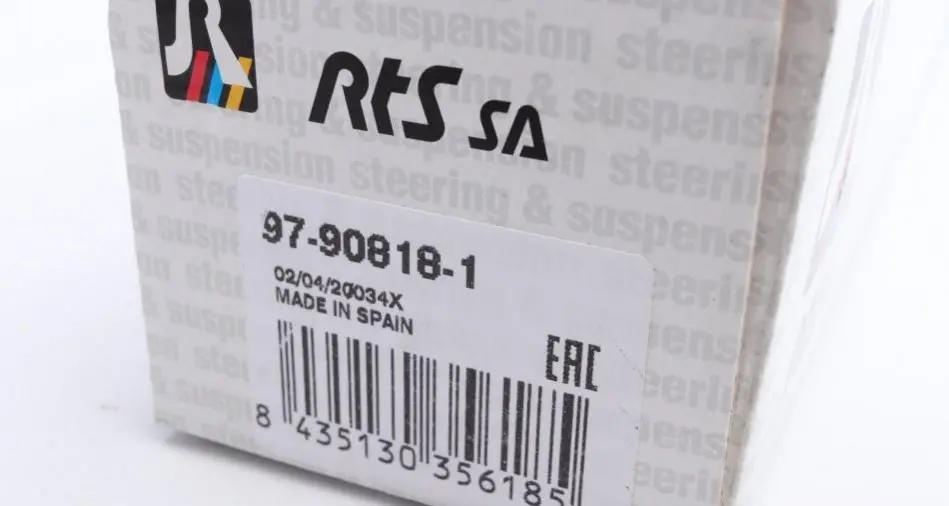 RtS SA
steering & suspension
97-90818-1
02/04/20034X
MADE IN SPAIN
EAC
8 435130 356185